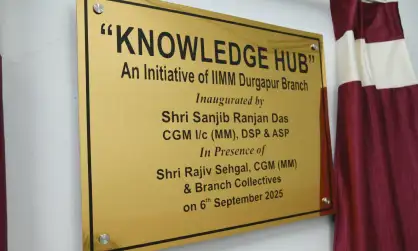 “KNOWLEDGE HUB”
An Initiative of IIMM Durgapur Branch
Inaugurated by
Shri Sanjib Ranjan Das
CGM I/c (MM), DSP & ASP
In Presence of
Shri Rajiv Sehgal, CGM (MM)
& Branch Collectives
on 6th September 2025